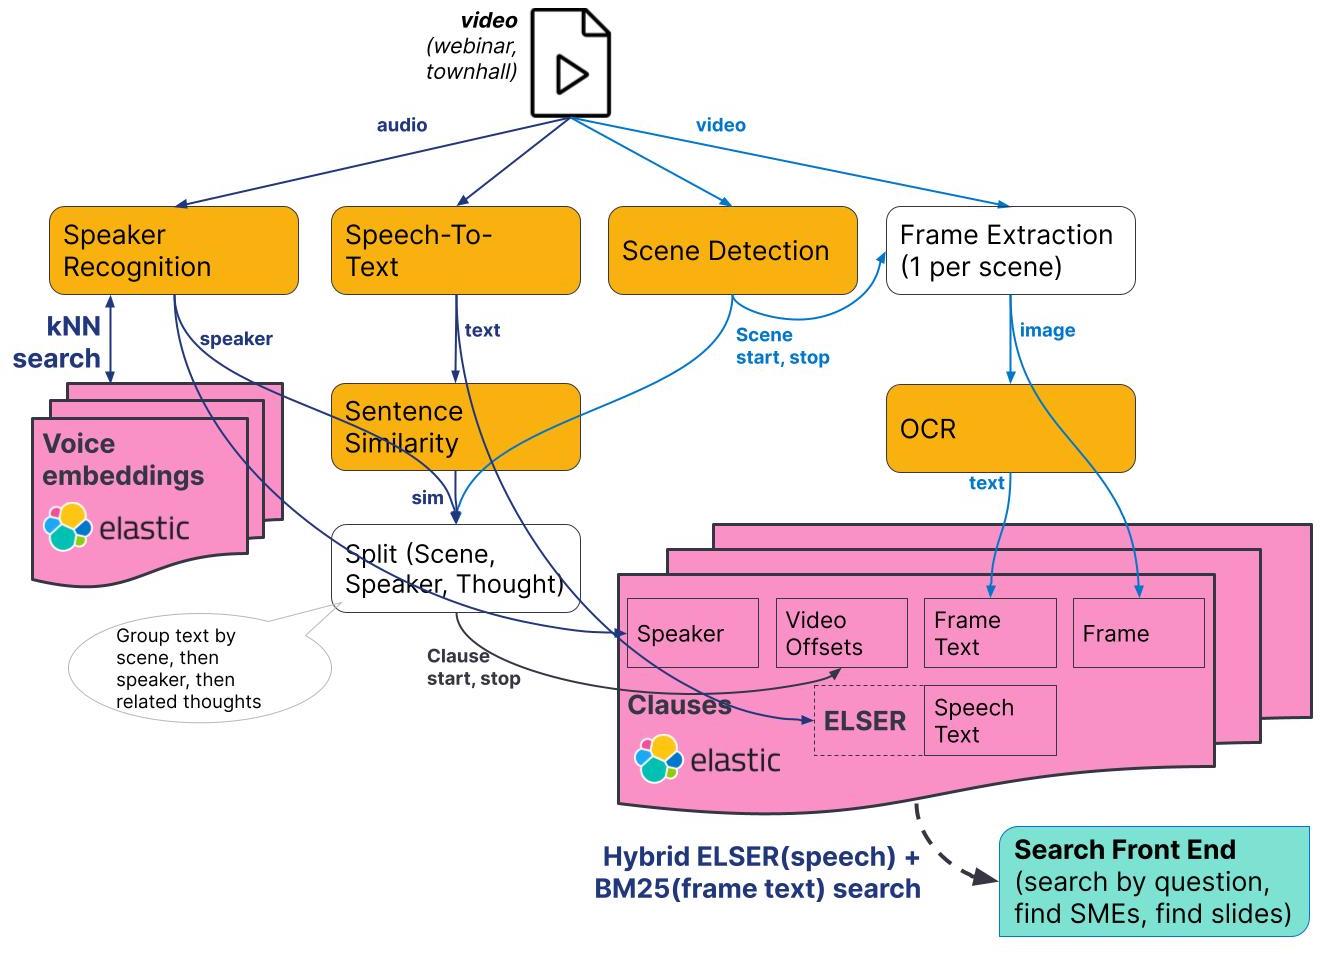 video
(webinar,
townhall)
audio
video
Speaker
Recognition
Speech-To-
Text
Scene Detection
Frame Extraction
(1 per scene)
kNN
search
speaker
text
Scene
start, stop
image
Voice
embeddings
elastic
Sentence
Similarity
OCR
sim
text
Split (Scene,
Speaker, Thought)
Group text by
scene, then
speaker, then
related thoughts
Clause
start, stop
Speaker
Video
Offsets
Frame
Text
Frame
Clauses
ELSER
Speech
Text
elastic
Hybrid ELSER(speech) +
BM25(frame text) search
Search Front End
(search by question,
find SMEs, find slides)